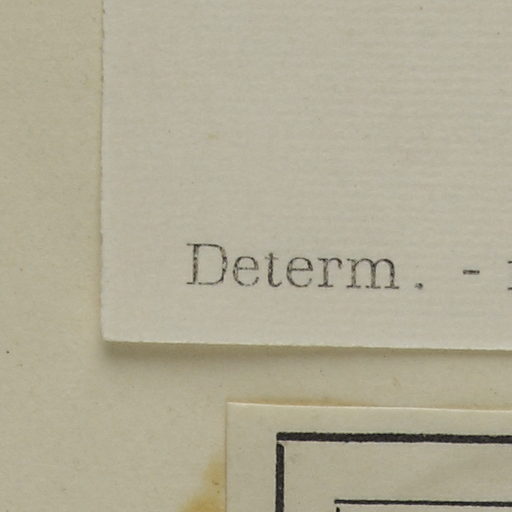 Determ. -